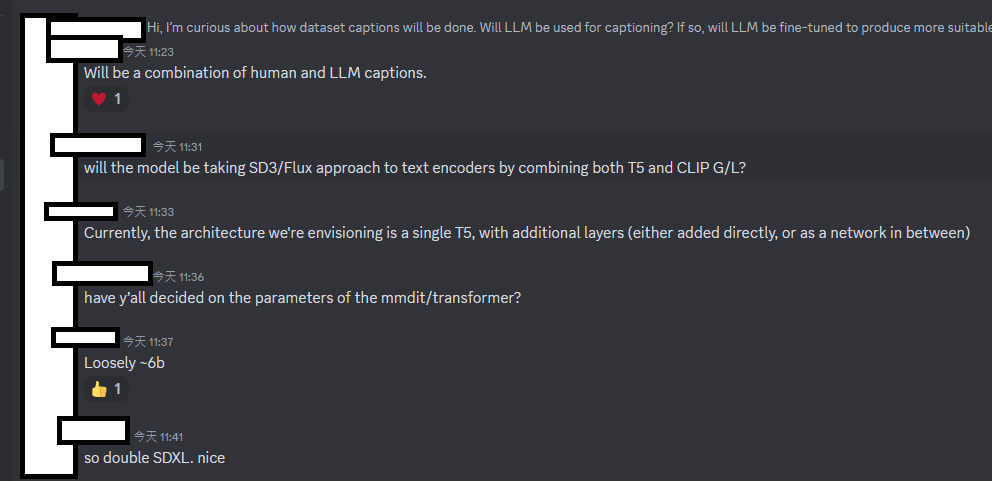 Hi, I'm curious about how dataset captions will be done. Will LLM be used for captioning? If so, will LLM be fine-tuned to produce more suitable
今天 11:23
Will be a combination of human and LLM captions.
1
今天 11:31
will the model be taking SD3/Flux approach to text encoders by combining both T5 and CLIP G/L?
今天 11:33
Currently, the architecture we're envisioning is a single T5, with additional layers (either added directly, or as a network in between)
今天 11:36
have y'all decided on the parameters of the mmdit/transformer?
今天 11:37
Loosely ~6b
1
今天 11:41
so double SDXL. nice